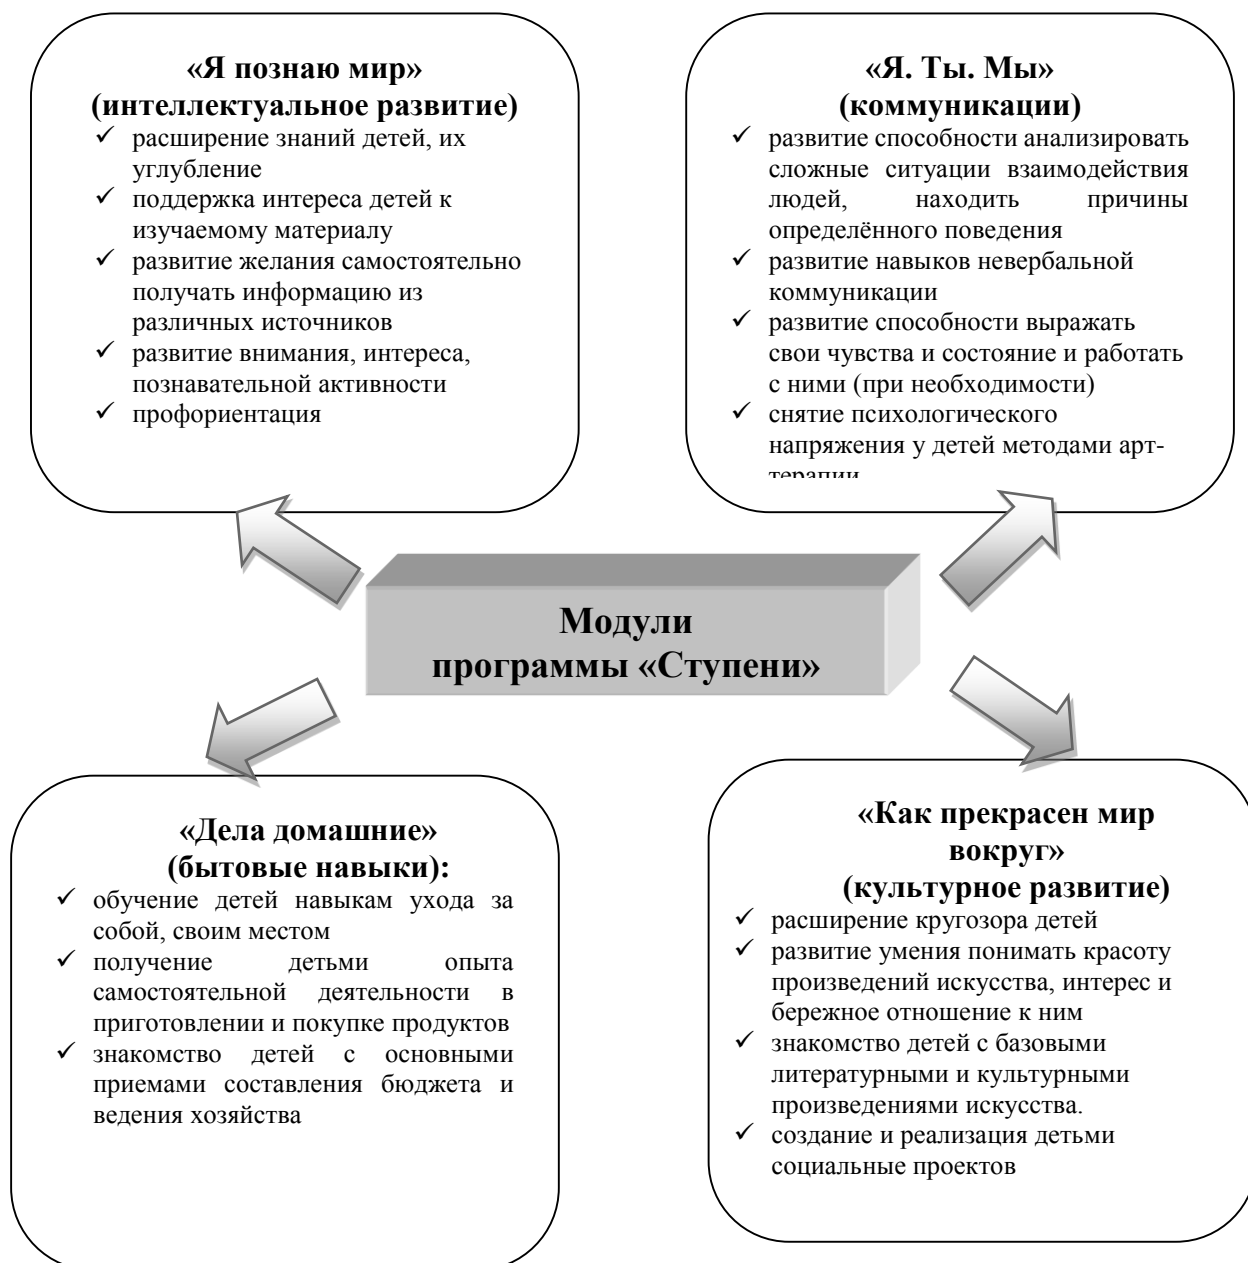 «Я познаю мир»
(интеллектуальное развитие)
✓ расширение знаний детей, их
углубление
✓ поддержка интереса детей к
изучаемому материалу
✓ развитие желания самостоятельно
получать информацию из
различных источников
✓ развитие внимания, интереса,
познавательной активности
✓ профориентация
«Я. Ты. Мы»
(коммуникации)
✓ развитие способности анализировать
сложные ситуации взаимодействия
людей, находить причины
определённого поведения
✓ развитие навыков невербальной
коммуникации
✓ развитие способности выражать
свои чувства и состояние и работать
с ними (при необходимости)
✓ снятие психологического
напряжения у детей методами арт-
терапии
Модули
программы «Ступени»
«Дела домашние»
(бытовые навыки):
✓ обучение детей навыкам ухода за
собой, своим местом
✓ получение детьми опыта
самостоятельной деятельности в
приготовлении и покупке продуктов
✓ знакомство детей с основными
приемами составления бюджета и
ведения хозяйства
«Как прекрасен мир
вокруг»
(культурное развитие)
✓ расширение кругозора детей
✓ развитие умения понимать красоту
произведений искусства, интерес и
бережное отношение к ним
✓ знакомство детей с базовыми
литературными и культурными
произведениями искусства.
✓ создание и реализация детьми
социальные проектов